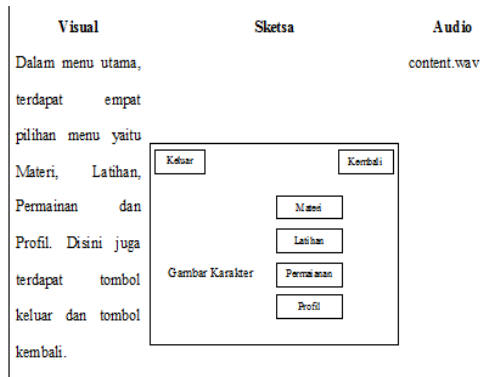 Visual Sketsa Audio
Dalam menu utama,
terdapat empat
pilihan menu yaitu
Materi, Latihan,
Permainan dan
Profil. Disini juga
terdapat tombol
keluar dan tombol
kembali.
Keluar Kembali
Materi
Latihan
Gambar Karakter Permaianan
Profil
content.wav